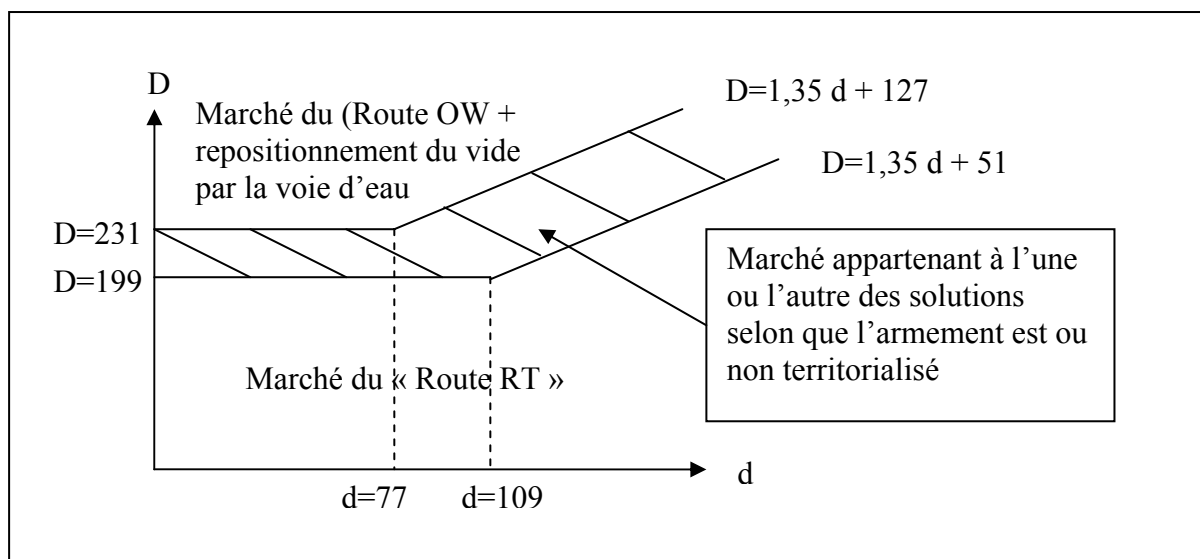 D
Marché du (Route OW +
repositionnement du vide
par la voie d’eau
D=1,35 d + 127
D=1,35 d + 51
D=231
D=199
Marché appartenant à l’une
ou l’autre des solutions
selon que l’armement est ou
non territorialisé
Marché du « Route RT »
d
d=77
d=109